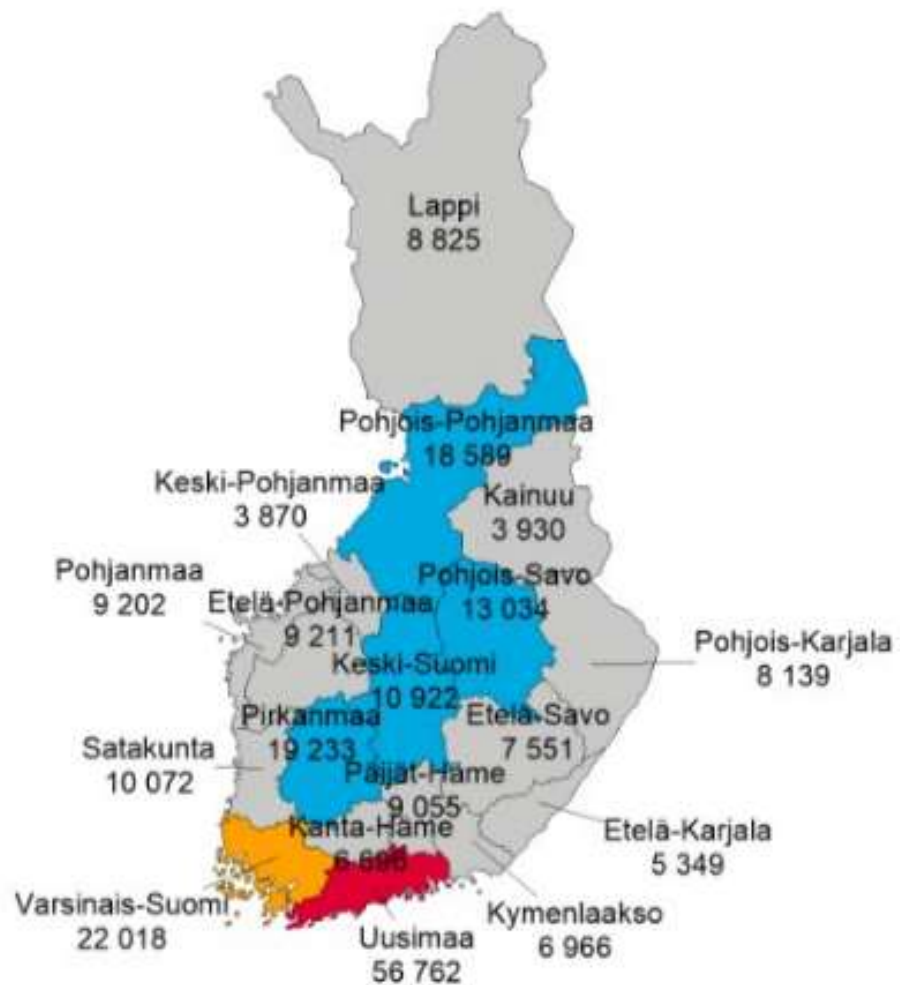 Lappi
8 825
Pohjois-Pohjanmaa
18 589
Keski-Pohjanmaa
3 870
Kainuu
3 930
Pohjanmaa
9 202
Pohjois-Savo
13 034
Etelä-Pohjanmaa
9 211
Pohjois-Karjala
8 139
Keski-Suomi
10 922
Pirkanmaa
19 233
Etelä-Savo
7 551
Satakunta
10 072
Päijät-Häme
9 055
Kanta-Häme
Etelä-Karjala
5 349
Varsinais-Suomi
22 018
Kymenlaakso
6 966
Uusimaa
56 762